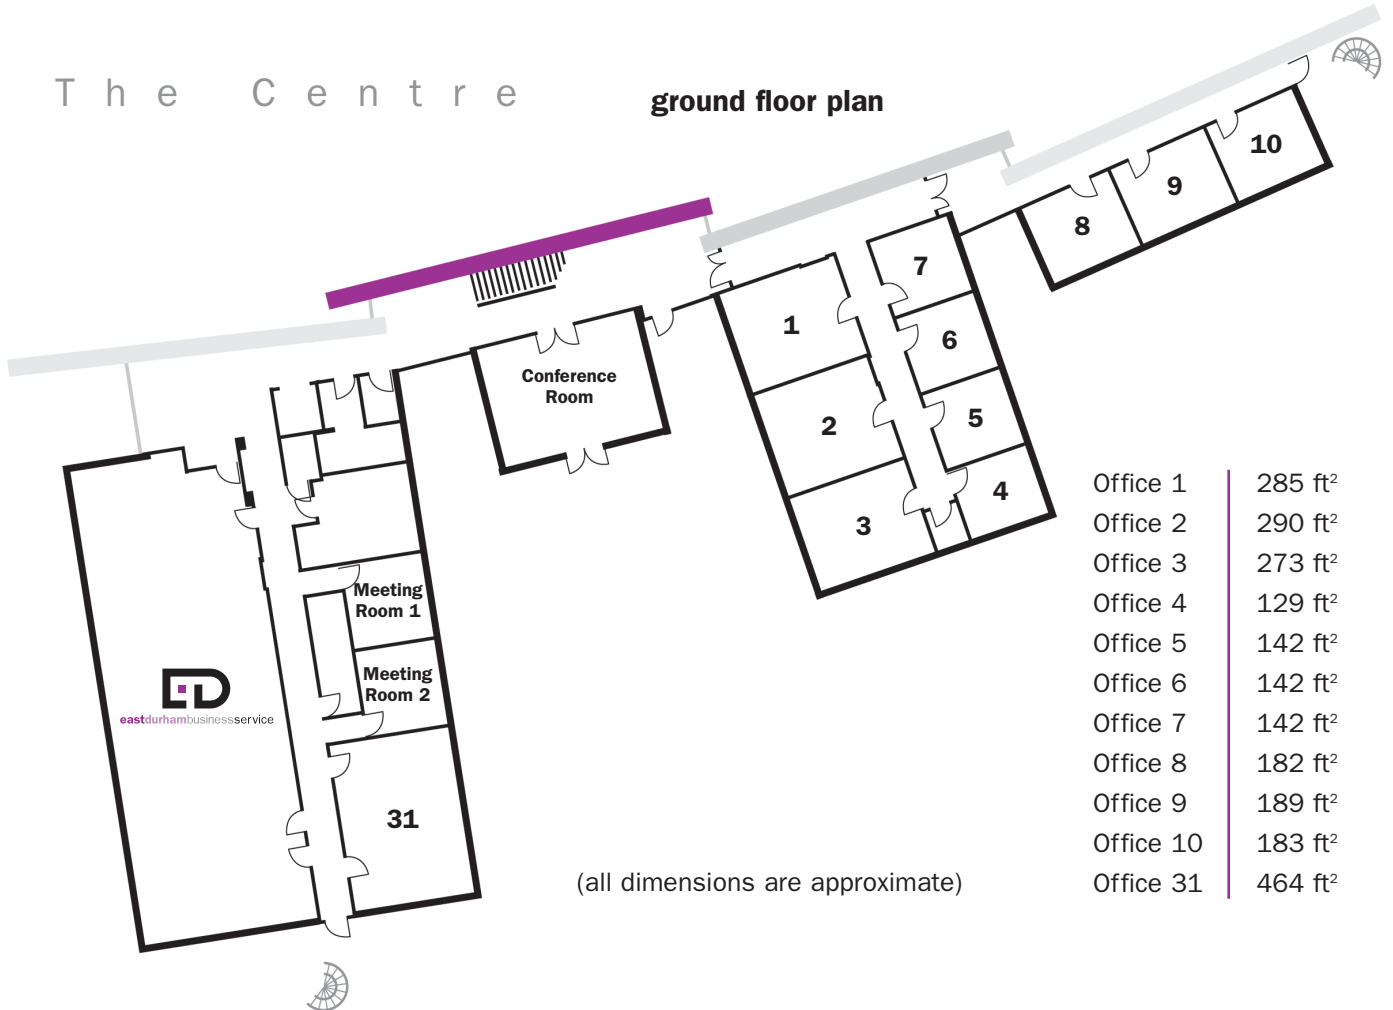 The Centre
ground floor plan
10
9
8
7
1
6
Conference
Room
5
2
4
3
Meeting
Room 1
Meeting
Room 2
ED
eastdurhambusinessservice
31
Office 1 285 ft²
Office 2 290 ft²
Office 3 273 ft²
Office 4 129 ft²
Office 5 142 ft²
Office 6 142 ft²
Office 7 142 ft²
Office 8 182 ft²
Office 9 189 ft²
Office 10 183 ft²
Office 31 464 ft²
(all dimensions are approximate)